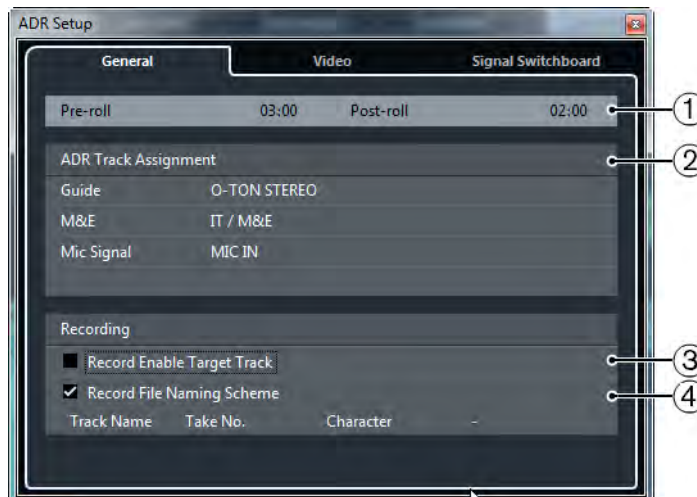 ADR Setup
General Video Signal Switchboard
Pre-roll 03:00 Post-roll 02:00 1
ADR Track Assignment 2
Guide O-TON STEREO
M&E IT / M&E
Mic Signal MIC IN
Recording
Record Enable Target Track 3
Record File Naming Scheme 4
Track Name Take No. Character -